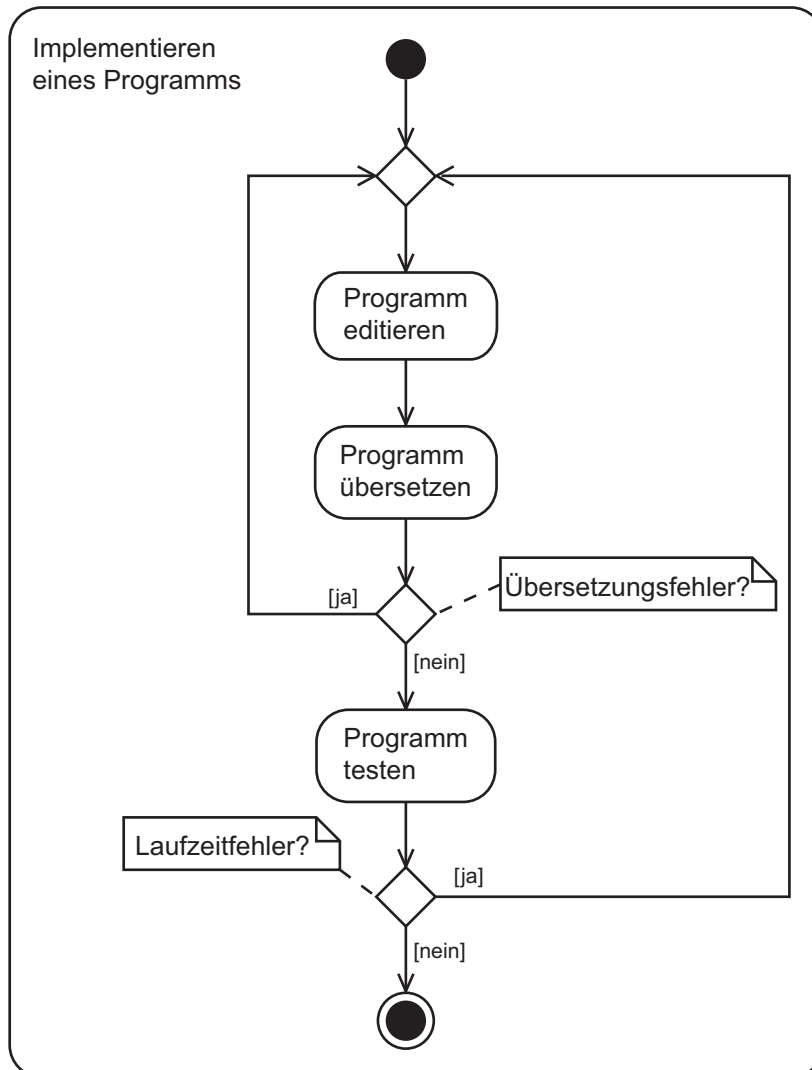 Implementieren
eines Programms
Programm
editieren
Programm
übersetzen
[ja]
Übersetzungsfehler?
[nein]
Programm
testen
Laufzeitfehler?
[ja]
[nein]